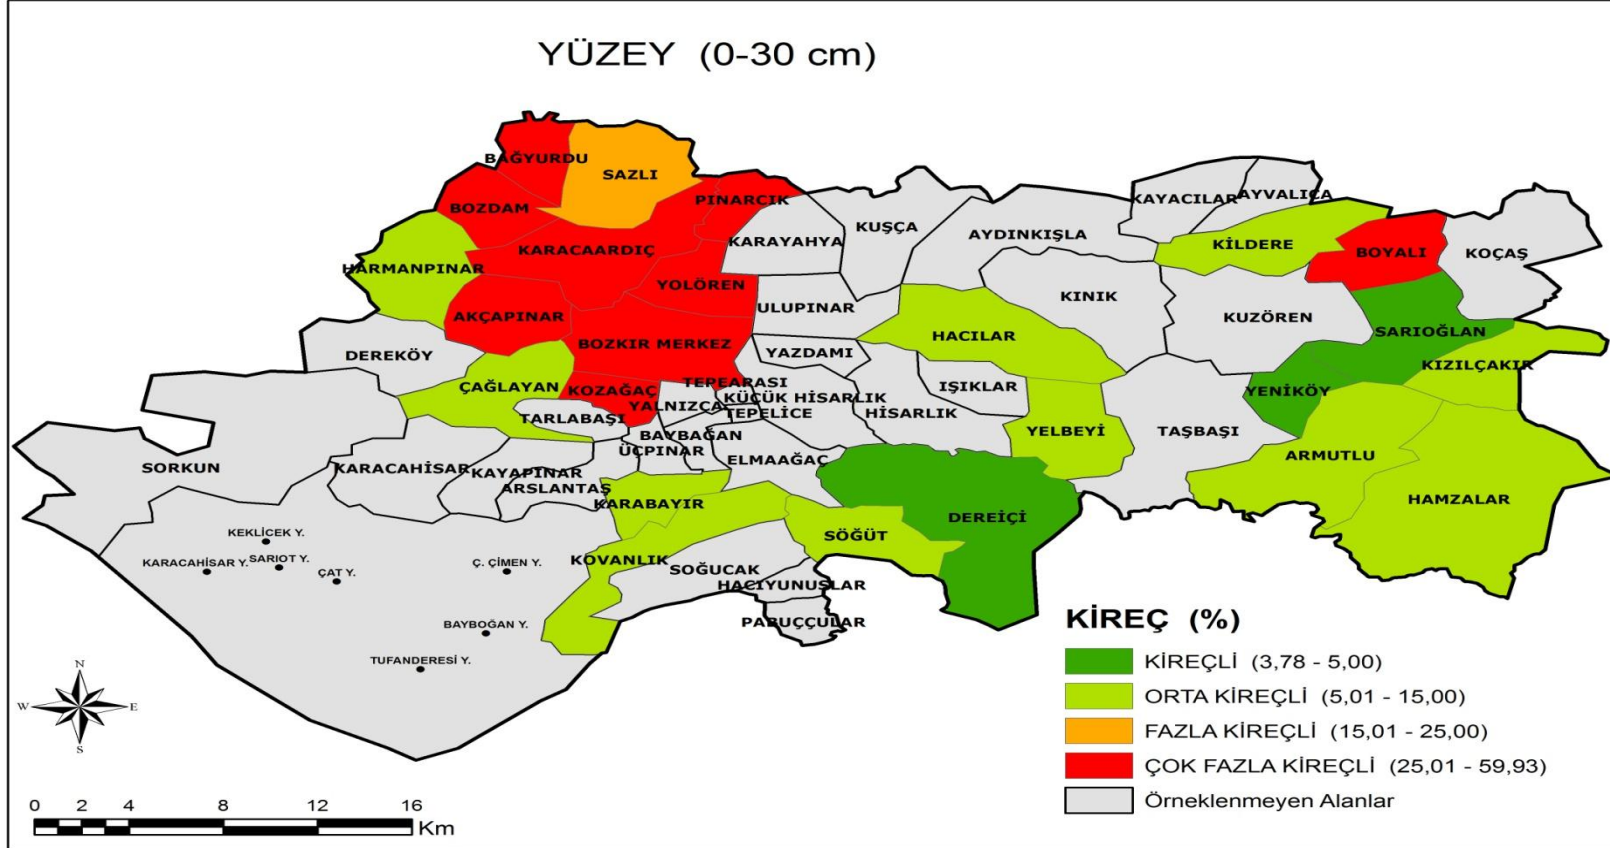 YÜZEY (0-30 cm)
BAĞYURDU
SAZLI
BOZDAM
PINARCIK
KAYACILAR
AYVALICA
KARAYAHYA
KUŞÇA
AYDINKIŞLA
KİLDERE
BOYALI
KOÇAŞ
KARACAARDIÇ
HARMANPINAR
YOLÖREN
KINIK
ULUPINAR
AKÇAPINAR
KUZÖREN
SARIOĞLAN
HACILAR
BOZKIR MERKEZ
YAZDAMI
DEREKÖY
KIZILÇAKIR
ÇAĞLAYAN
KOZAĞAÇ
TEPEARASI
IŞIKLAR
YENİKÖY
YALNIZCA
KÜÇÜK HİSARLIK
TEPELİCE
HİSARLIK
TARLABAŞI
BAYBAĞAN
YELBEYİ
TAŞBAŞI
ÜÇPINAR
ELMAAĞAÇ
ARMUTLU
SORKUN
KARACAHİSAR
KAYAPINAR
ARSLANTAŞ
KARABAYIR
HAMZALAR
DEREİÇİ
SÖĞÜT
KEKLİCEK Y.
KARACAHİSAR Y.
SARIOT Y.
ÇAT Y.
Ç. ÇİMEN Y.
KOVANLIK
SOĞUCAK
HACIYUNUSLAR
PABUÇÇULAR
BAYBOĞAN Y.
TUFANDERESİ Y.
KİREÇ (%)
KİREÇLİ (3,78 - 5,00)
ORTA KİREÇLİ (5,01 - 15,00)
FAZLA KİREÇLİ (15,01 - 25,00)
ÇOK FAZLA KİREÇLİ (25,01 - 59,93)
Örneklenmeyen Alanlar
N
W E
S
0 2 4 8 12 16
Km